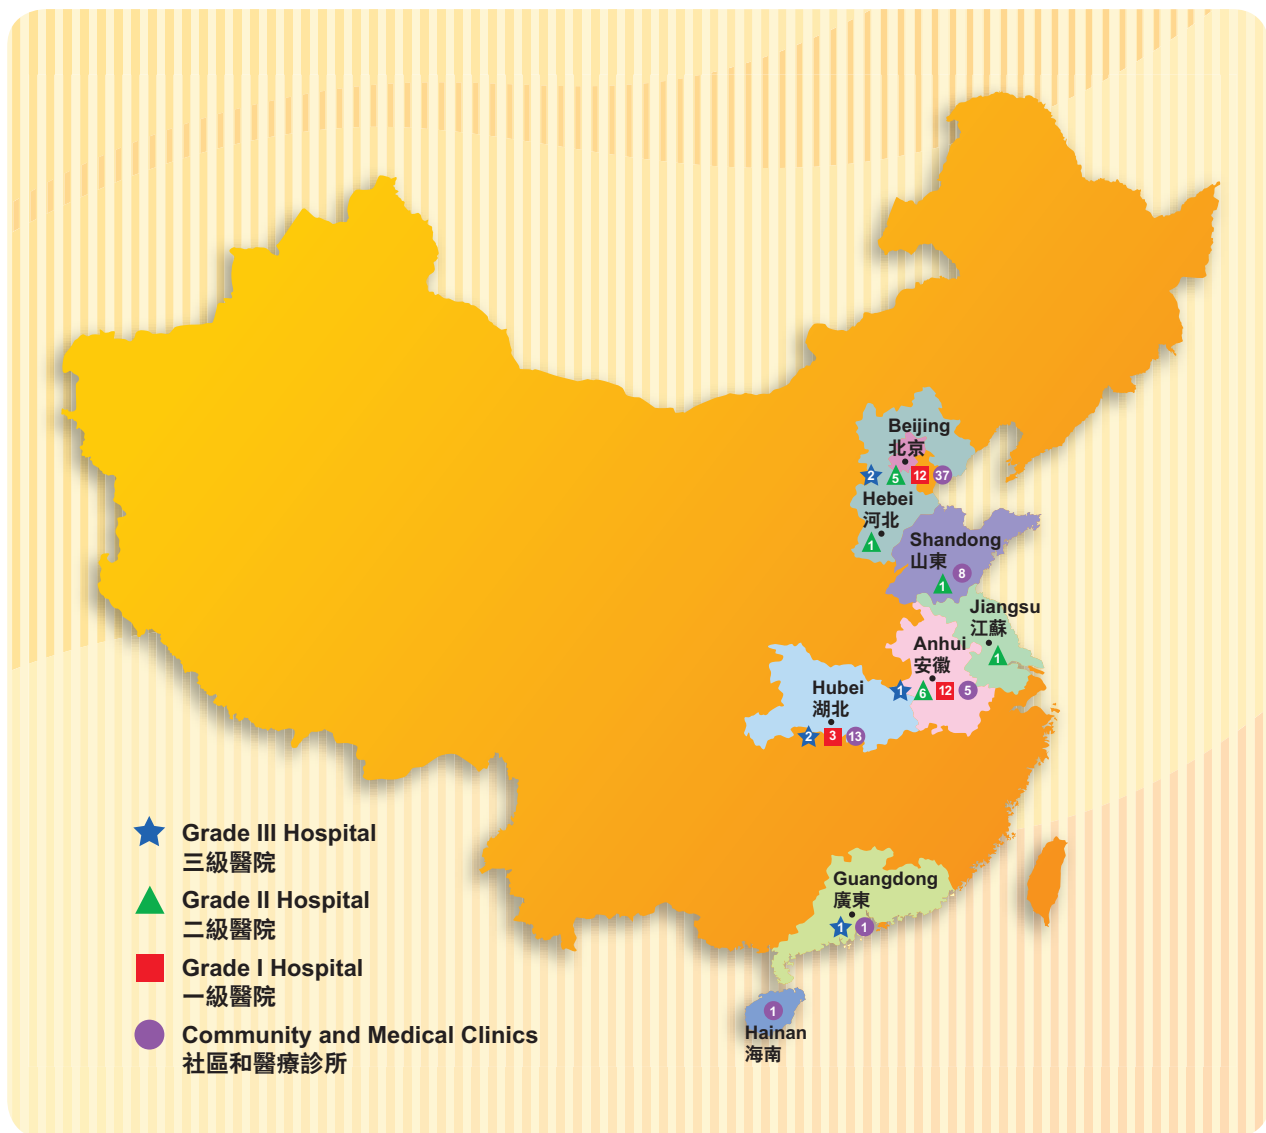 Beijing
北京
2 5 12 37
Hebei
河北
1
Shandong
山東
8
1
Jiangsu
江蘇
1
Anhui
安徽
1 6 12 5
Hubei
湖北
2 3 13
Grade III Hospital
三級醫院
Grade II Hospital
二級醫院
Grade I Hospital
一級醫院
Community and Medical Clinics
社區和醫療診所
Guangdong
廣東
1 1
1
Hainan
海南